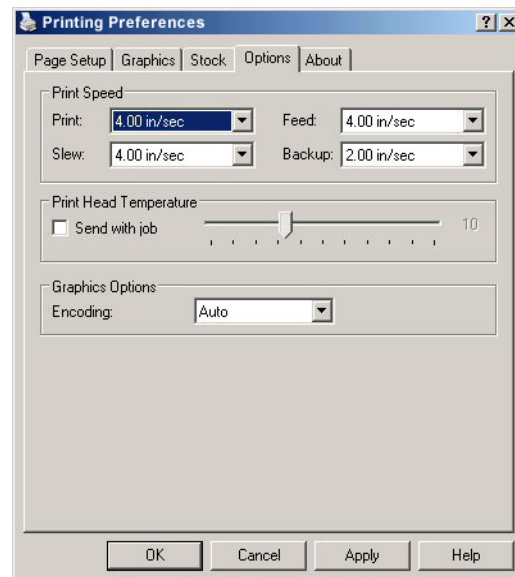 Printing Preferences
Page Setup Graphics Stock Options About
Print Speed
Print: 4.00 in/sec Feed: 4.00 in/sec
Slew: 4.00 in/sec Backup: 2.00 in/sec
Print Head Temperature
Send with job 10
Graphics Options
Encoding: Auto
OK Cancel Apply Help